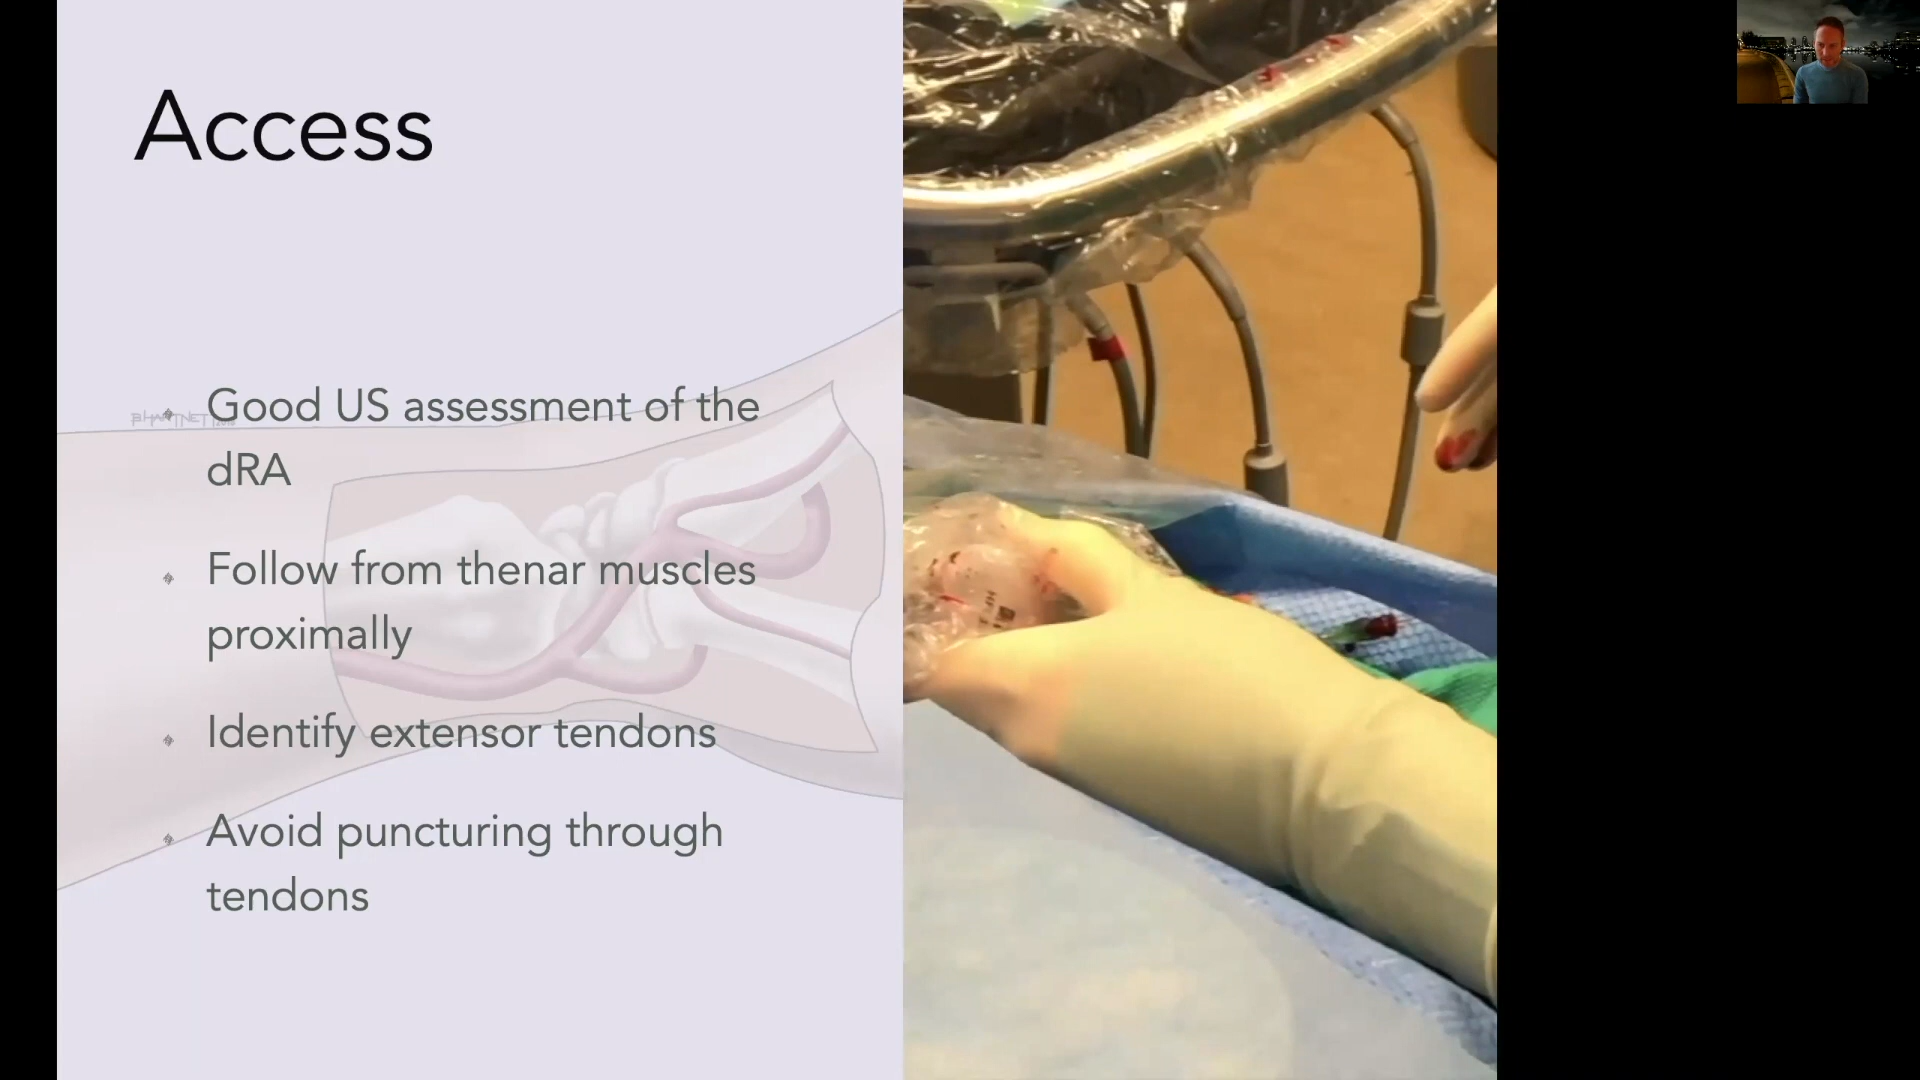 Access
Good US assessment of the
dRA
Follow from thenar muscles
proximally
Identify extensor tendons
Avoid puncturing through
tendons